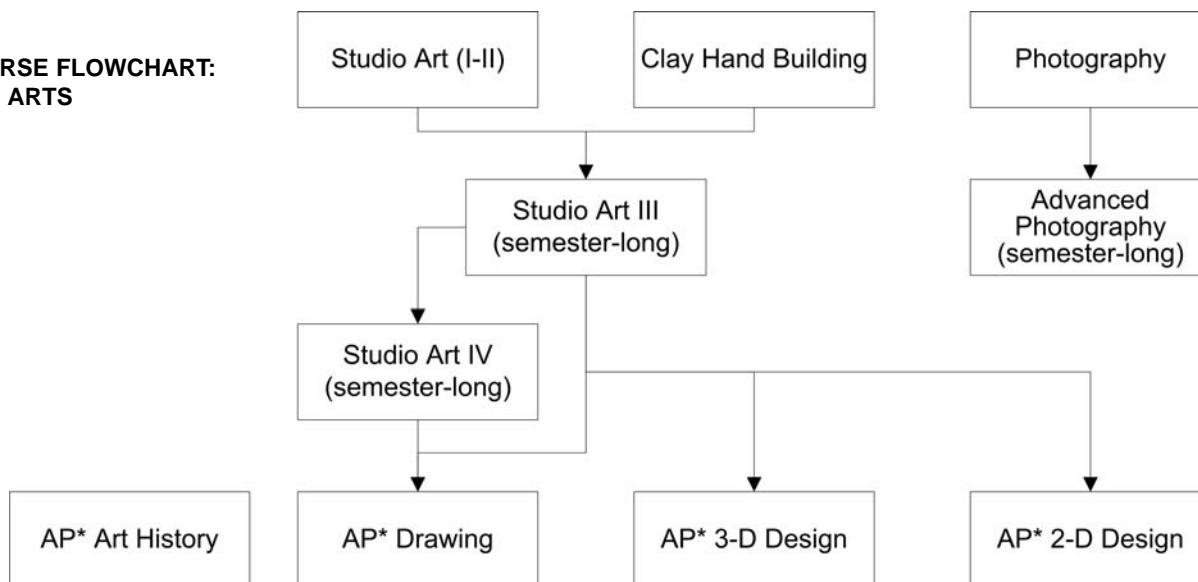 RSE FLOWCHART:
ARTS
Studio Art (I-II)
Clay Hand Building
Photography
Studio Art III
(semester-long)
Advanced
Photography
(semester-long)
Studio Art IV
(semester-long)
AP* Art History
AP* Drawing
AP* 3-D Design
AP* 2-D Design